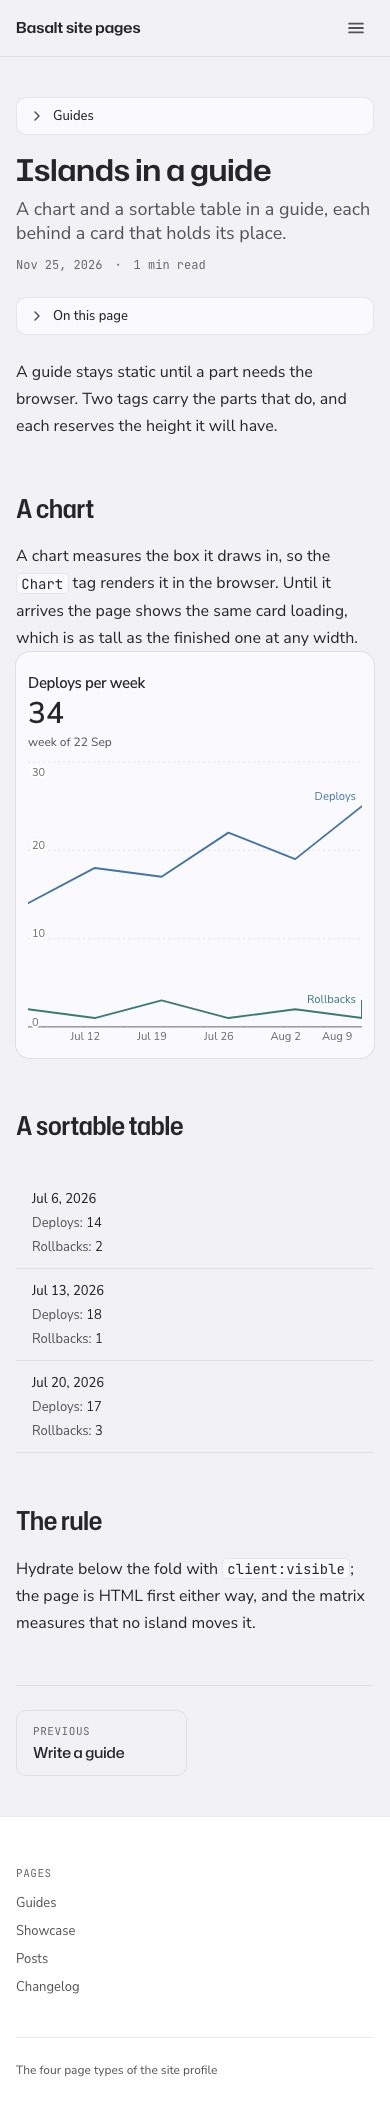 Basalt site pages
Guides
Islands in a guide
A chart and a sortable table in a guide, each
behind a card that holds its place.
Nov 25, 2026 · 1 min read
On this page
A guide stays static until a part needs the
browser. Two tags carry the parts that do, and
each reserves the height it will have.
A chart
A chart measures the box it draws in, so the
Chart tag renders it in the browser. Until it
arrives the page shows the same card loading,
which is as tall as the finished one at any width.
Deploys per week
34
week of 22 Sep
30
Deploys
20
10
Rollbacks
0
Jul 12 Jul 19 Jul 26 Aug 2 Aug 9
A sortable table
Jul 6, 2026
Deploys: 14
Rollbacks: 2
Jul 13, 2026
Deploys: 18
Rollbacks: 1
Jul 20, 2026
Deploys: 17
Rollbacks: 3
The rule
Hydrate below the fold with client:visible;
the page is HTML first either way, and the matrix
measures that no island moves it.
PREVIOUS
Write a guide
PAGES
Guides
Showcase
Posts
Changelog
The four page types of the site profile